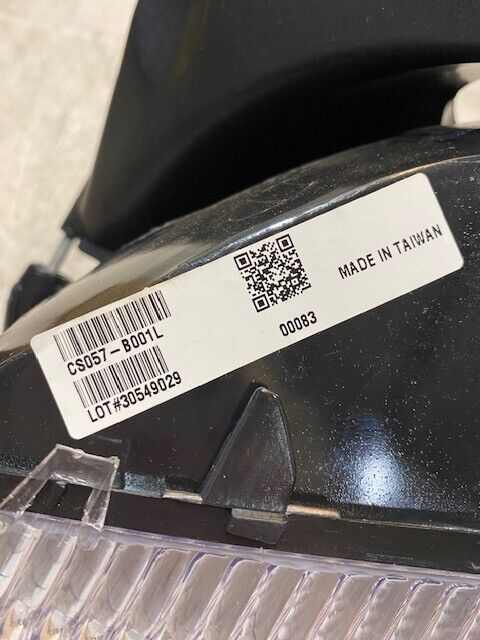 CS057-B001L
LOT#30549029
00083
MADE IN TAIWAN